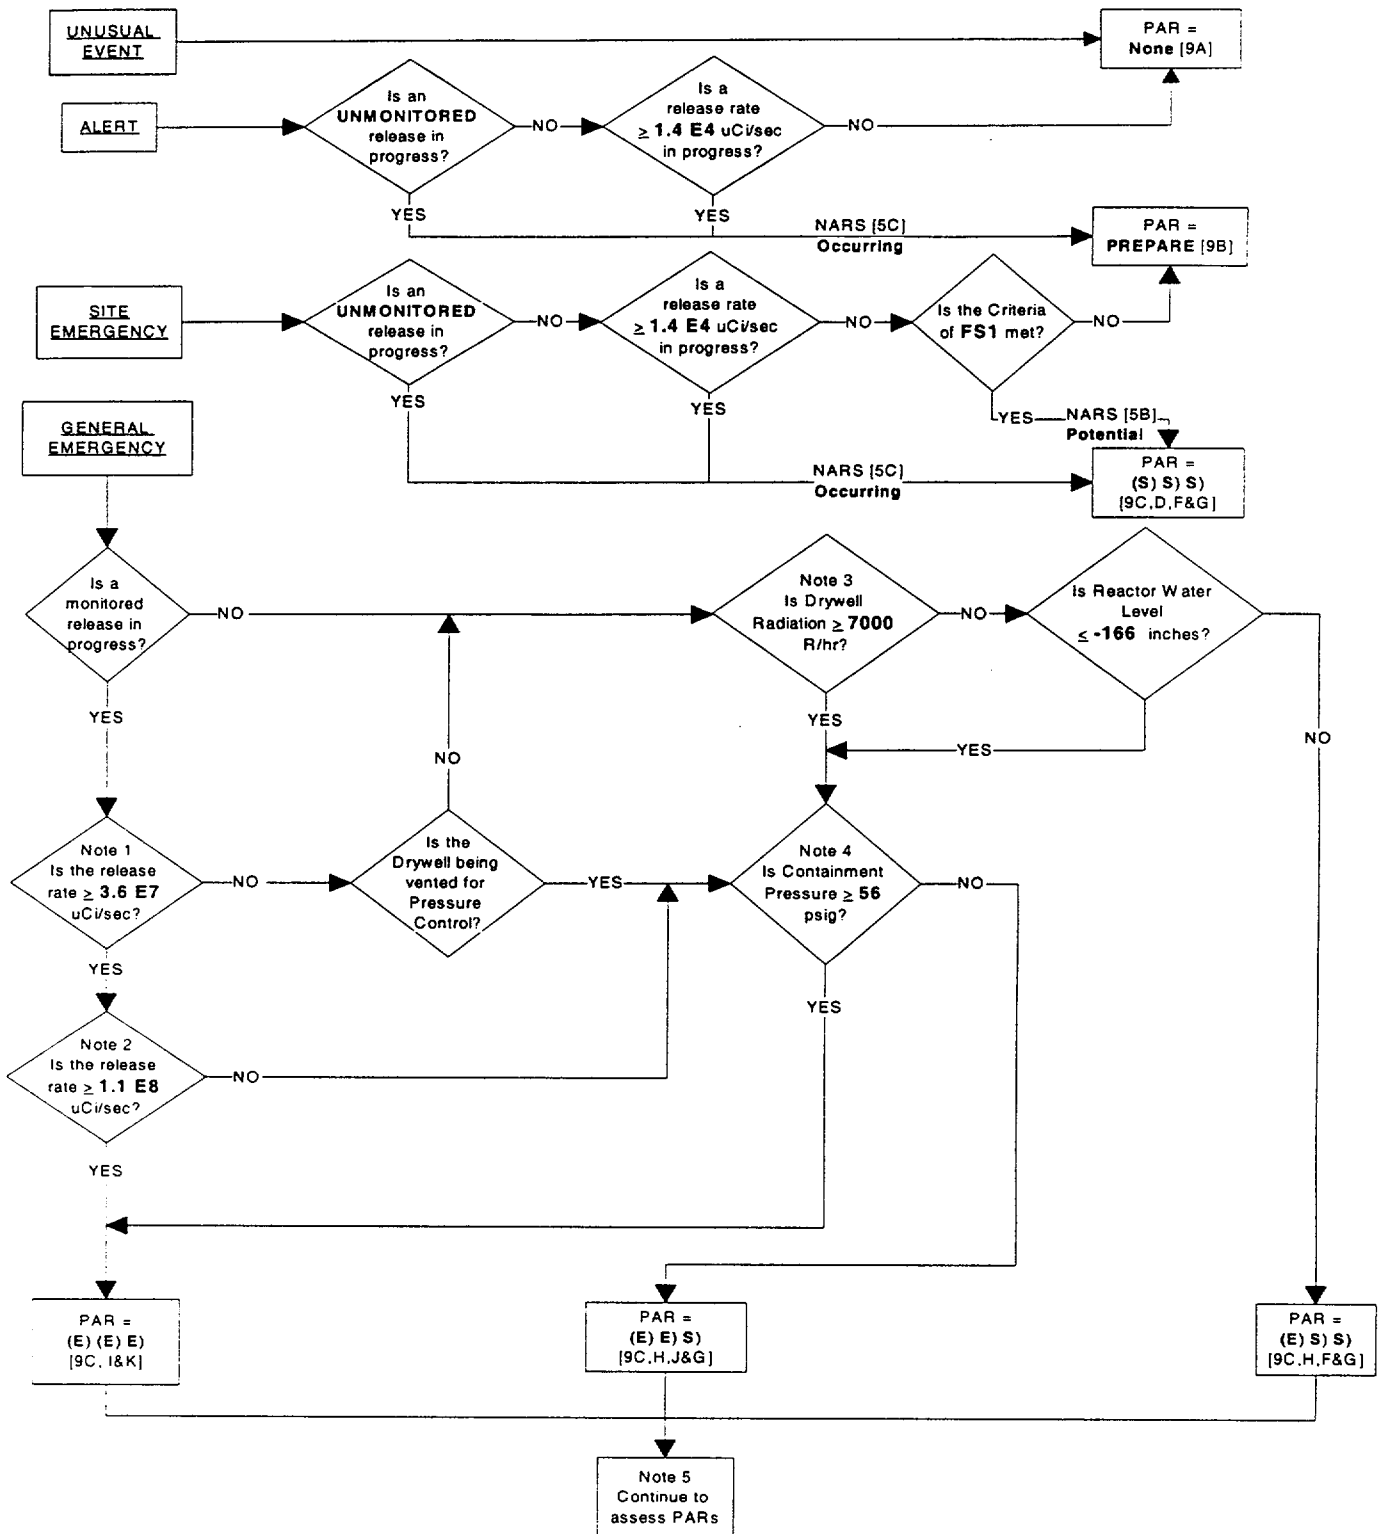 UNUSUAL
EVENT
PAR =
None [9A]
ALERT
Is an
UNMONITORED
release in
progress?
NO
Is a
release rate
≥ 1.4 E4 uCi/sec
in progress?
NO
YES
YES
NARS [5C]
Occurring
PAR =
PREPARE [9B]
SITE
EMERGENCY
Is an
UNMONITORED
release in
progress?
NO
Is a
release rate
≥ 1.4 E4 uCi/sec
in progress?
NO
Is the Criteria
of FS1 met?
NO
YES
YES
YES
NARS [5B]
Potential
NARS [5C]
Occurring
PAR =
(S) S) S)
[9C,D,F&G]
GENERAL
EMERGENCY
Is a
monitored
release in
progress?
NO
Note 3
Is Drywell
Radiation ≥ 7000
R/hr?
NO
Is Reactor Water
Level
≤ -166 inches?
YES
YES
YES
NO
NO
Note 1
Is the release
rate ≥ 3.6 E7
uCi/sec?
NO
Is the
Drywell being
vented for
Pressure
Control?
YES
Note 4
Is Containment
Pressure ≥ 56
psig?
NO
YES
YES
Note 2
Is the release
rate ≥ 1.1 E8
uCi/sec?
NO
YES
PAR =
(E) (E) E)
[9C, I&K]
PAR =
(E) E) S)
[9C,H,J&G]
PAR =
(E) S) S)
[9C,H,F&G]
Note 5
Continue to
assess PARs